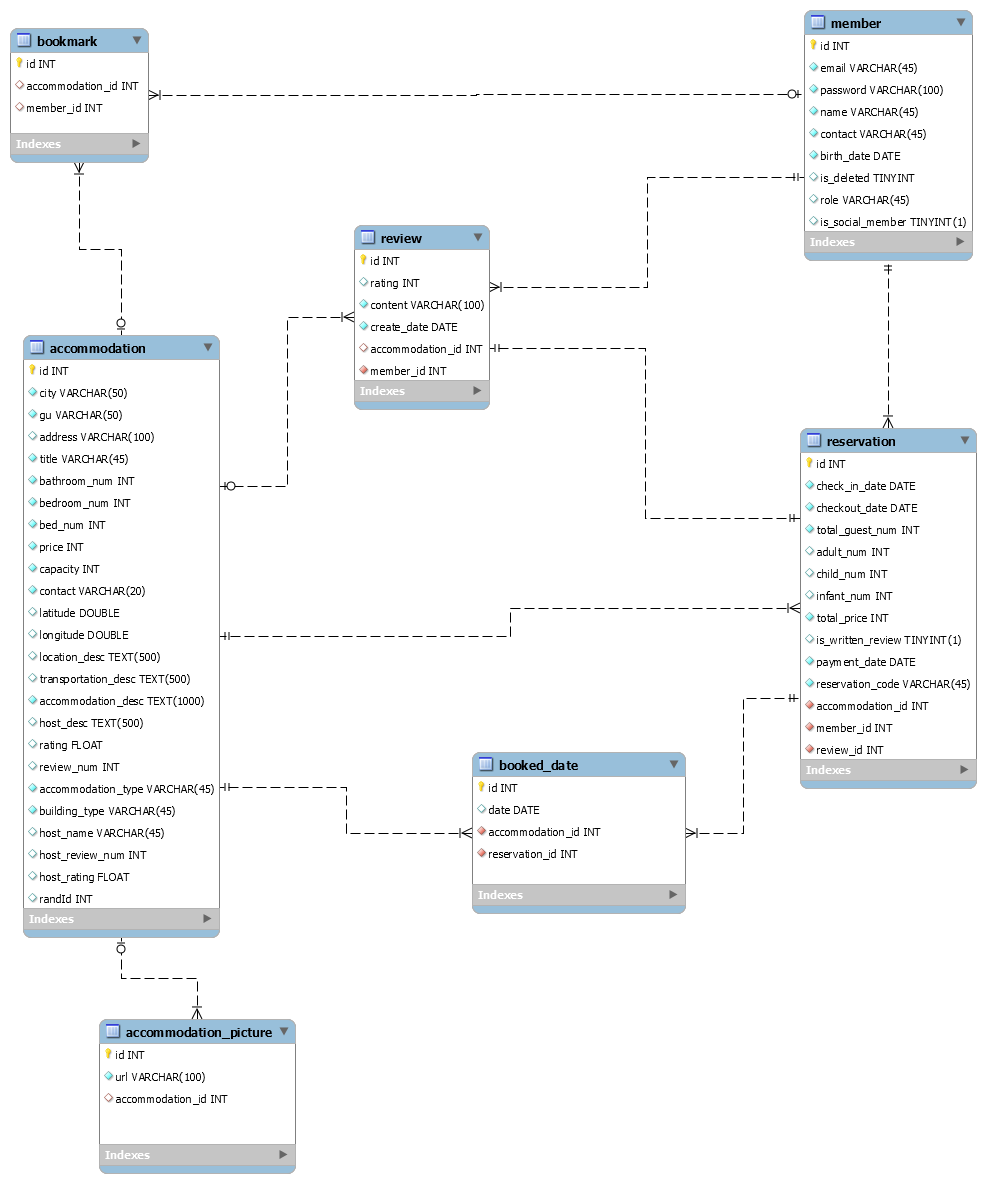 bookmark
id INT
accommodation_id INT
member_id INT
Indexes
member
id INT
email VARCHAR(45)
password VARCHAR(100)
name VARCHAR(45)
contact VARCHAR(45)
birth_date DATE
is_deleted TINYINT
role VARCHAR(45)
is_social_member TINYINT(1)
Indexes
review
id INT
rating INT
content VARCHAR(100)
create_date DATE
accommodation_id INT
member_id INT
Indexes
accommodation
id INT
city VARCHAR(50)
gu VARCHAR(50)
address VARCHAR(100)
title VARCHAR(45)
bathroom_num INT
bedroom_num INT
bed_num INT
price INT
capacity INT
contact VARCHAR(20)
latitude DOUBLE
longitude DOUBLE
location_desc TEXT(500)
transportation_desc TEXT(500)
accommodation_desc TEXT(1000)
host_desc TEXT(500)
rating FLOAT
review_num INT
accommodation_type VARCHAR(45)
building_type VARCHAR(45)
host_name VARCHAR(45)
host_review_num INT
host_rating FLOAT
randId INT
Indexes
reservation
id INT
check_in_date DATE
checkout_date DATE
total_guest_num INT
adult_num INT
child_num INT
infant_num INT
total_price INT
is_written_review TINYINT(1)
payment_date DATE
reservation_code VARCHAR(45)
accommodation_id INT
member_id INT
review_id INT
Indexes
booked_date
id INT
date DATE
accommodation_id INT
reservation_id INT
Indexes
accommodation_picture
id INT
url VARCHAR(100)
accommodation_id INT
Indexes